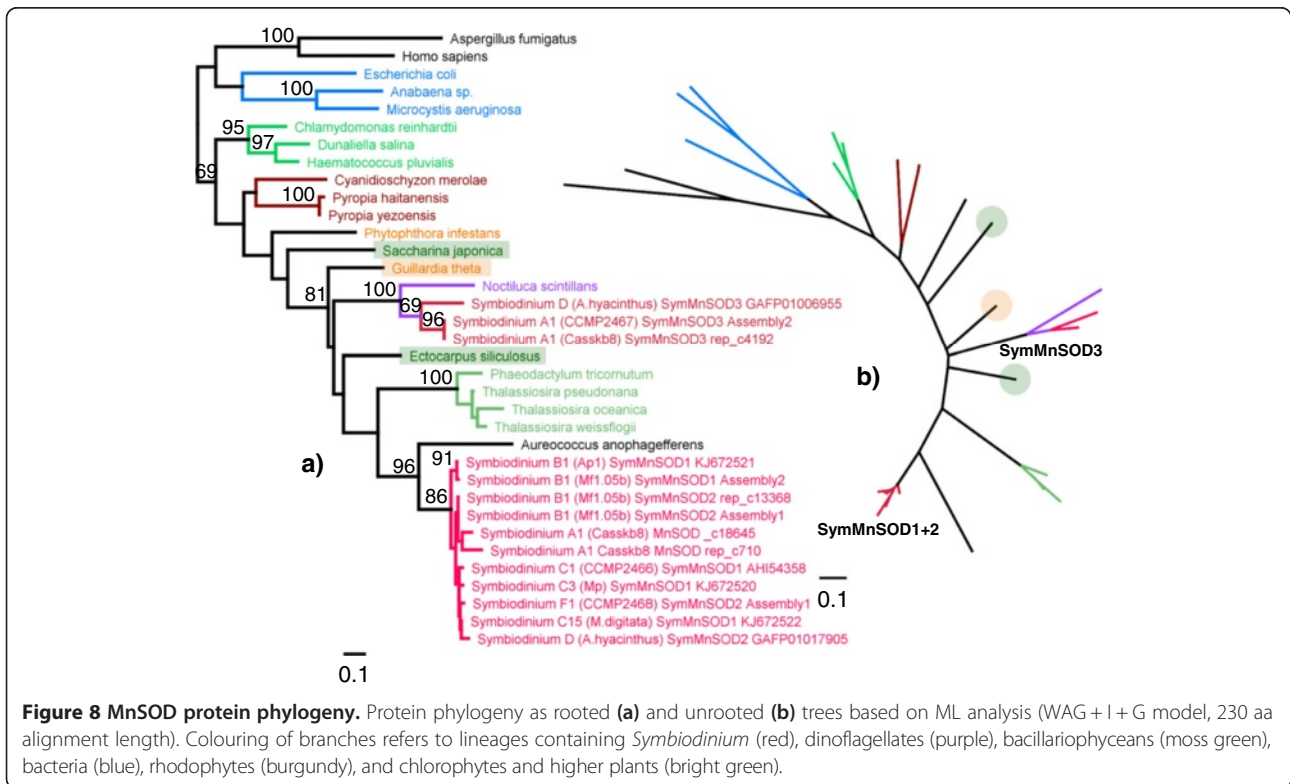 100
Aspergillus fumigatus
Homo sapiens
Escherichia coli
100
Anabaena sp.
Microcystis aeruginosa
95
Chlamydomonas reinhardtii
97
Dunaliella salina
Haematococcus pluvialis
69
Cyanidioschyzon merolae
100
Pyropia haitanensis
Pyropia yezoensis
Phytophthora infestans
Saccharina japonica
Guillardia theta
81
100
Noctiluca scintillans
69
Symbiodinium D (A.hyacinthus) SymMnSOD3 GAFP01006955
96
Symbiodinium A1 (CCMP2467) SymMnSOD3 Assembly2
Symbiodinium A1 (Casskb8) SymMnSOD3 rep_c4192
Ectocarpus siliculosus
100
Phaeodactylum tricornutum
Thalassiosira pseudonana
Thalassiosira oceanica
Thalassiosira weissflogii
Aureococcus anophagefferens
a)
96
91
Symbiodinium B1 (Ap1) SymMnSOD1 KJ672521
Symbiodinium B1 (Mf1.05b) SymMnSOD1 Assembly2
86
Symbiodinium B1 (Mf1.05b) SymMnSOD2 rep_c13368
Symbiodinium B1 (Mf1.05b) SymMnSOD2 Assembly1
Symbiodinium A1 (Casskb8) MnSOD _c18645
Symbiodinium A1 Casskb8 MnSOD rep_c710
Symbiodinium C1 (CCMP2466) SymMnSOD1 AHI54358
Symbiodinium C3 (Mp) SymMnSOD1 KJ672520
Symbiodinium F1 (CCMP2468) SymMnSOD2 Assembly1
Symbiodinium C15 (M.digitata) SymMnSOD1 KJ672522
Symbiodinium D (A.hyacinthus) SymMnSOD2 GAFP01017905
0.1
SymMnSOD3
b)
SymMnSOD1+2
0.1
Figure 8 MnSOD protein phylogeny. Protein phylogeny as rooted (a) and unrooted (b) trees based on ML analysis (WAG + I + G model, 230 aa
alignment length). Colouring of branches refers to lineages containing Symbiodinium (red), dinoflagellates (purple), bacillariophyceans (moss green),
bacteria (blue), rhodophytes (burgundy), and chlorophytes and higher plants (bright green).